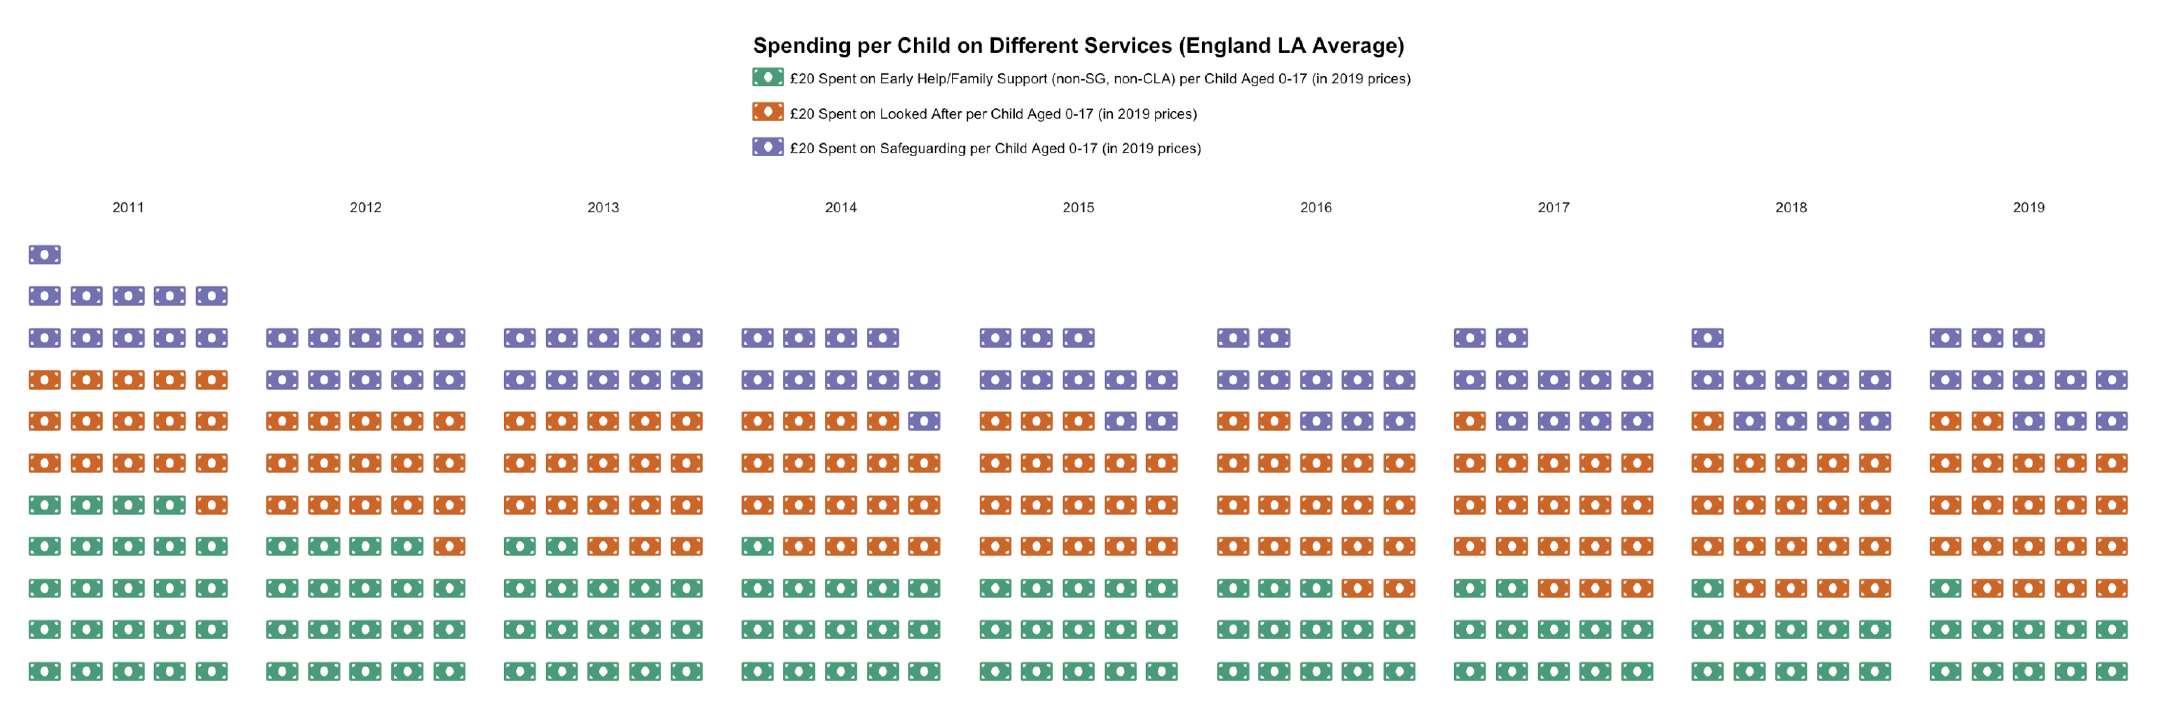 Spending per Child on Different Services (England LA Average)
£20 Spent on Early Help/Family Support (non-SG, non-CLA) per Child Aged 0-17 (in 2019 prices)
£20 Spent on Looked After per Child Aged 0-17 (in 2019 prices)
£20 Spent on Safeguarding per Child Aged 0-17 (in 2019 prices)
2011 2012 2013 2014 2015 2016 2017 2018 2019